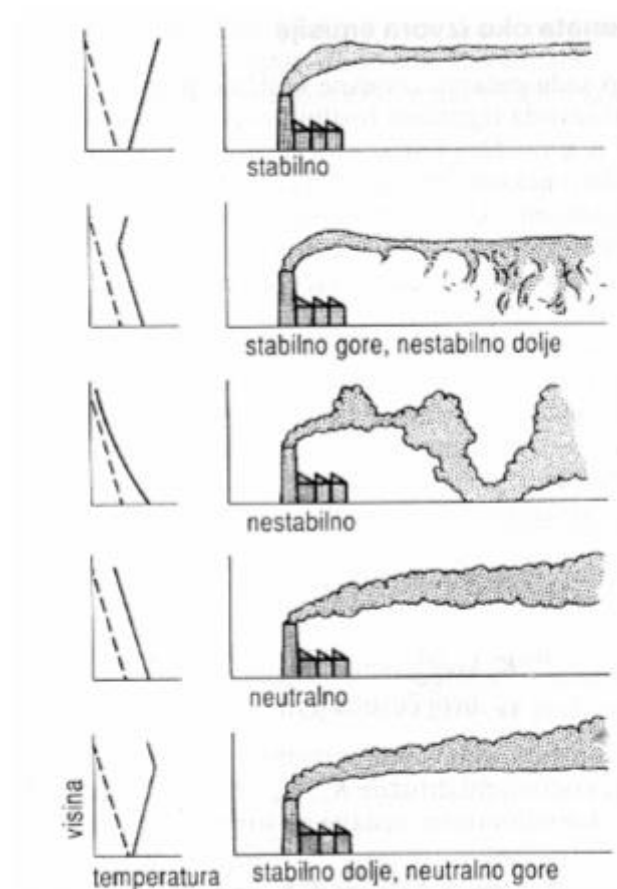 stabilno
stabilno gore, nestabilno dolje
nestabilno
neutralno
visina
temperatura
stabilno dolje, neutralno gore